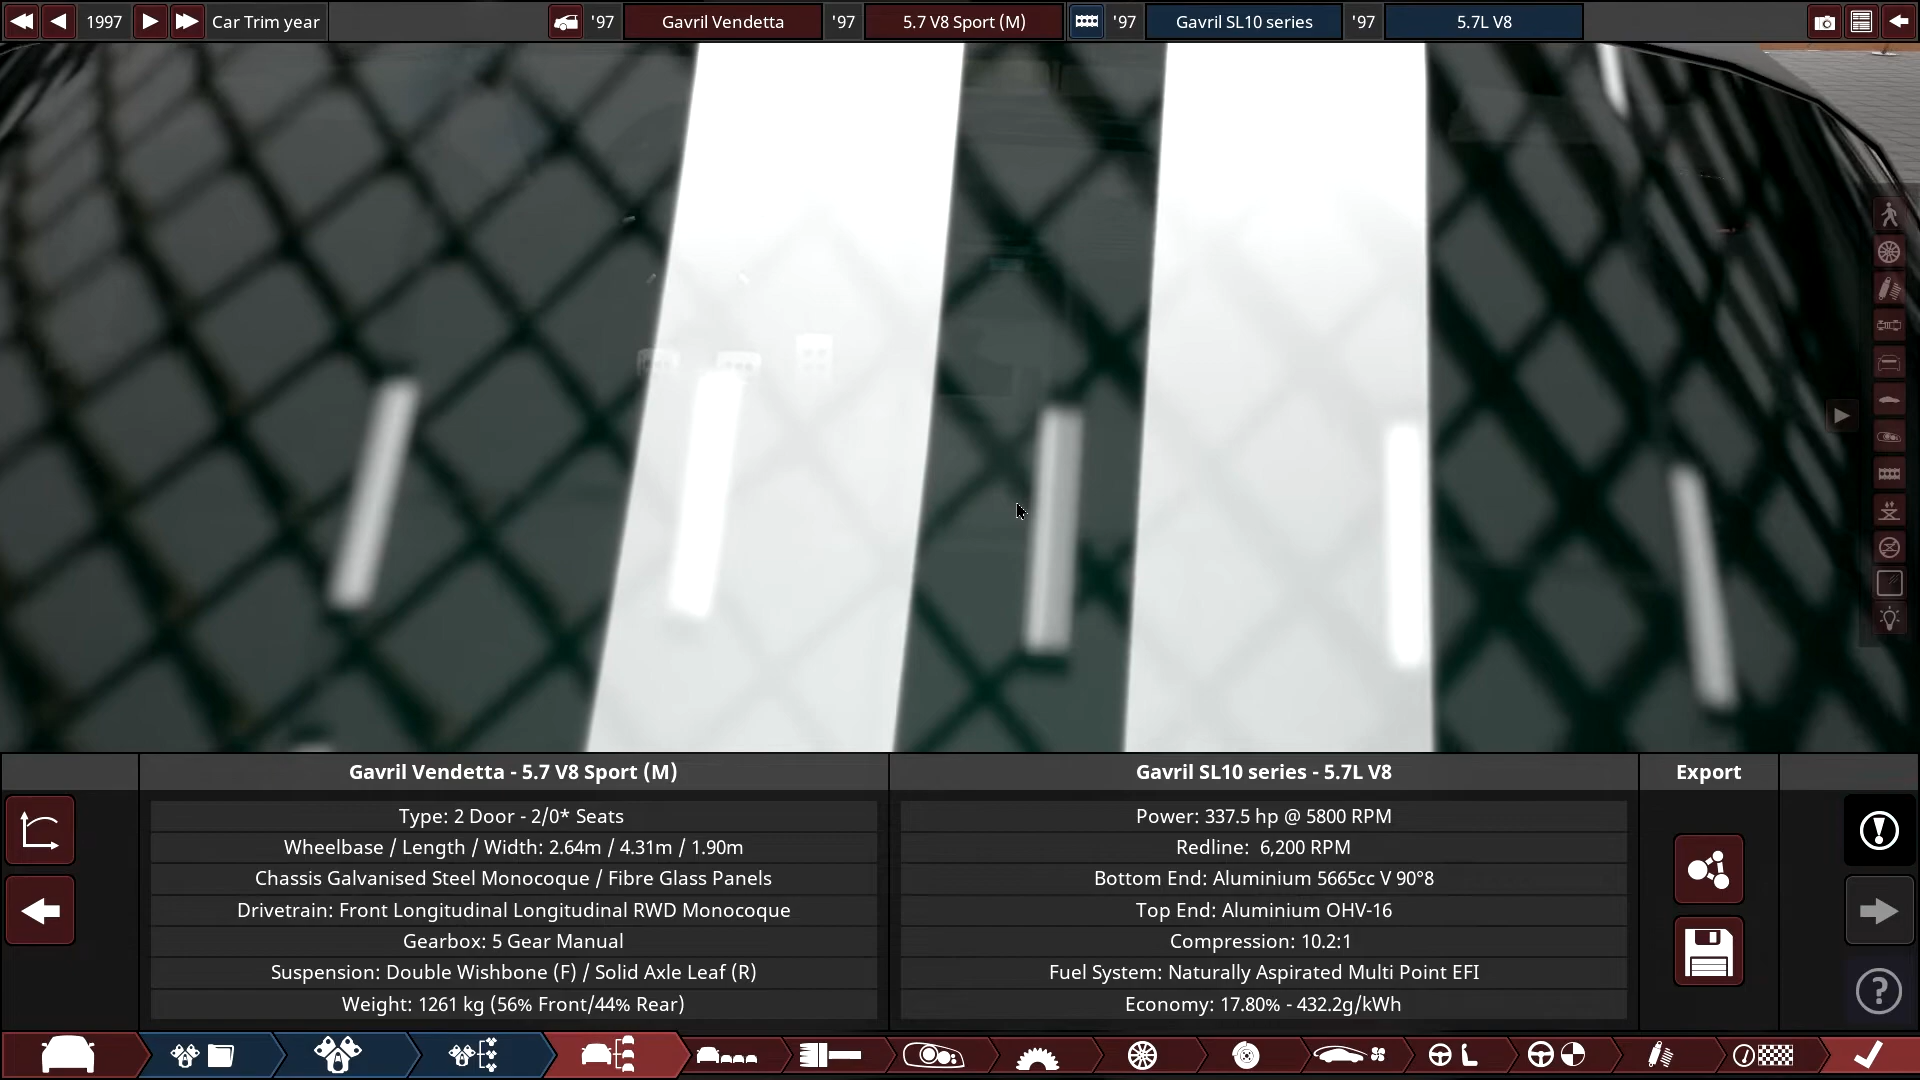 1997 Car Trim year '97 Gavril Vendetta '97 5.7 V8 Sport (M) '97 Gavril SL10 series '97 5.7L V8
Gavril Vendetta - 5.7 V8 Sport (M)
Type: 2 Door - 2/0* Seats
Wheelbase / Length / Width: 2.64m / 4.31m / 1.90m
Chassis Galvanised Steel Monocoque / Fibre Glass Panels
Drivetrain: Front Longitudinal Longitudinal RWD Monocoque
Gearbox: 5 Gear Manual
Suspension: Double Wishbone (F) / Solid Axle Leaf (R)
Weight: 1261 kg (56% Front/44% Rear)
Gavril SL10 series - 5.7L V8
Power: 337.5 hp @ 5800 RPM
Redline: 6,200 RPM
Bottom End: Aluminium 5665cc V 90°8
Top End: Aluminium OHV-16
Compression: 10.2:1
Fuel System: Naturally Aspirated Multi Point EFI
Economy: 17.80% - 432.2g/kWh
Export